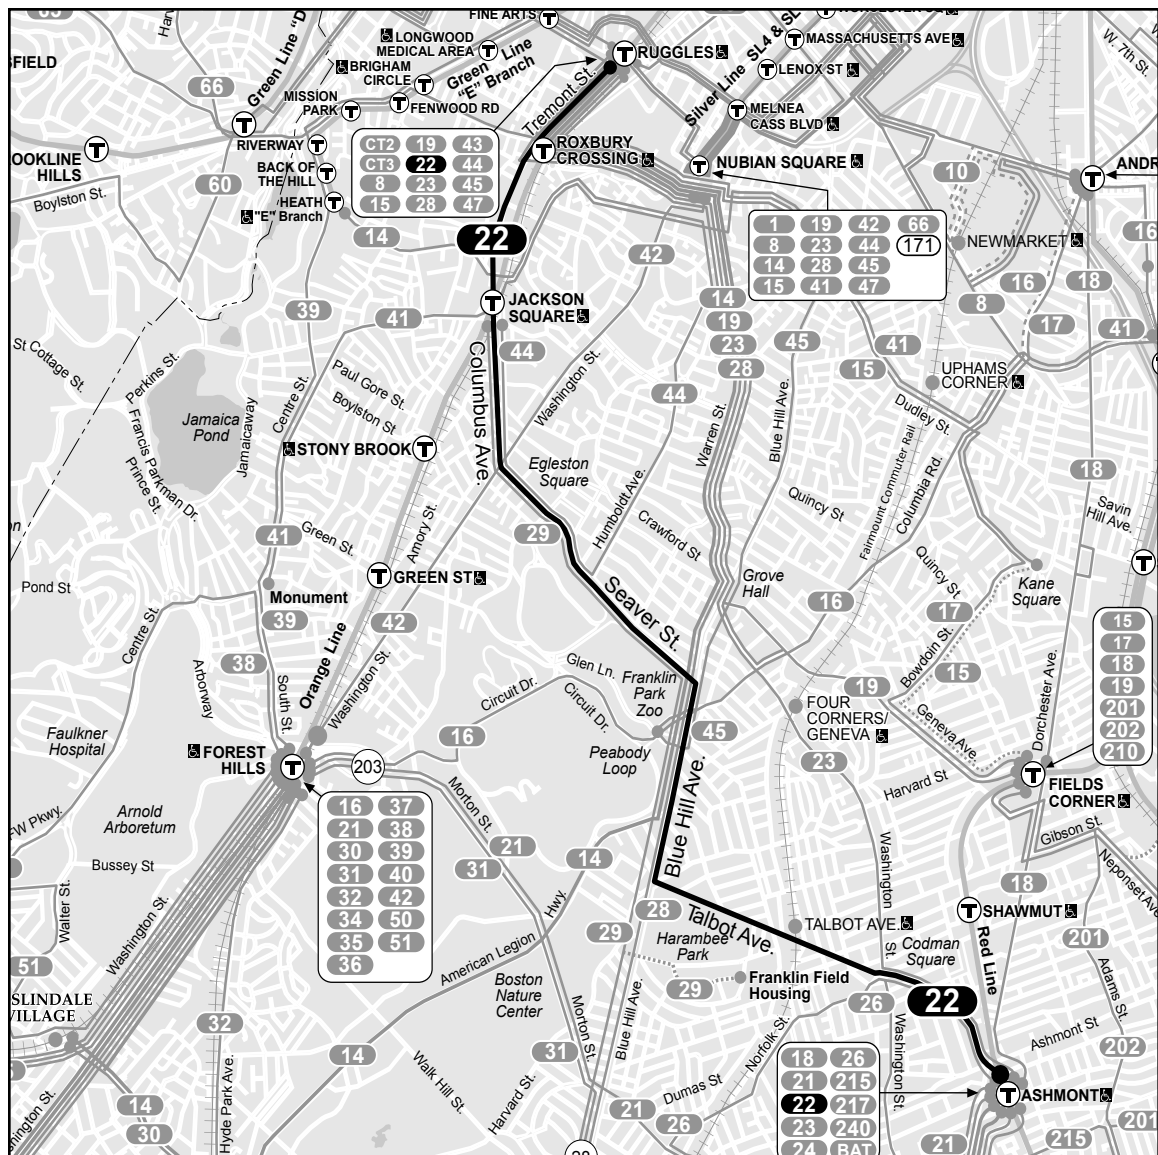 FINE ARTS
LONGWOOD
MEDICAL AREA
BRIGHAM
CIRCLE
Green Line
"E" Branch
Green Line "D"
MISSION
PARK
FENWOOD RD
RUGGLES
MASSACHUSETTS AVE
LENOX ST
Silver Line SL4 & SL
MELNEA
CASS BLVD
W. 7th St.
SFIELD
66
RIVERWAY
BACK OF
THE HILL
HEATH
"E" Branch
OOKLINE
HILLS
Boylston St.
60
Tremont St.
ROXBURY
CROSSING
CT2 19 43
CT3 22 44
8 23 45
15 28 47
NUBIAN SQUARE
10
ANDR
1 19 42 66
8 23 44 171
14 28 45
15 41 47
NEWMARKET
16
18
16
8
17
41
14
22
42
39
41
JACKSON
SQUARE
44
14
19
23
28
45
41
15
UPHAMS
CORNER
St Cottage St.
Perkins St.
Jamaica
Pond
Jamaicaway
Francis Parkman Dr.
Prince St.
Centre St.
Paul Gore St.
Boylston St
STONY BROOK
Columbus Ave.
Washington St.
44
Warren St.
Blue Hill Ave.
Dudley St.
Fairmount Commuter Rail
Columbia Rd.
18
Savin
Hill Ave.
Egleston
Square
Humboldt Ave.
Crawford St
Quincy St
29
41
Green St.
Amory St.
GREEN ST
Pond St
Monument
39
42
Centre St.
38
Arborway
South St.
Orange Line
Washington St.
Seaver St.
Grove
Hall
16
Quincy St
17
Kane
Square
Bowdoin St.
15
15
17
18
19
201
202
210
Glen Ln.
Franklin
Park
Zoo
Circuit Dr.
Circuit Dr.
Peabody
Loop
45
19
Geneva Ave.
Dorchester Ave.
FOUR
CORNERS/
GENEVA
23
Harvard St
FIELDS
CORNER
Faulkner
Hospital
FOREST
HILLS
203
16
Morton St.
Blue Hill Ave.
Washington
St.
Gibson St.
Neponset Ave
FW Pkwy.
Arnold
Arboretum
Bussey St
16 37
21 38
30 39
31 40
32 42
34 50
35 51
36
21
31
14
Hwy.
American Legion
28
29
Talbot Ave.
Harambee
Park
29
Franklin Field
Housing
TALBOT AVE.
Codman
Square
SHAWMUT
Red Line
18
201
Adams St.
Walter St.
Washington St.
51
SLINDALE
VILLAGE
32
Boston
Nature
Center
Morton St.
Blue Hill Ave.
31
14
Walk Hill St.
Harvard St.
Norfolk St.
26
22
Washington St.
Ashmont St
202
Dumas St
21
26
18 26
21 215
22 217
23 240
24 BAT
ASHMONT
21
215
201
14
30
Hyde Park Ave.